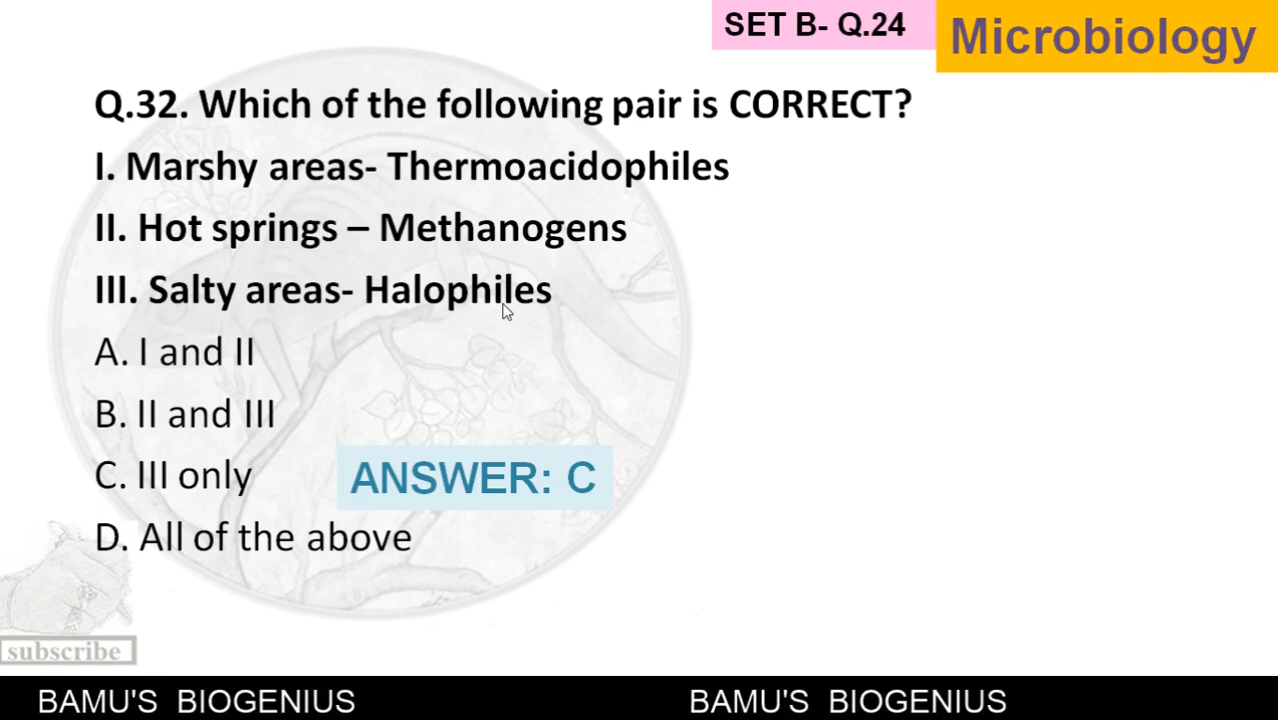 SET B- Q.24
Microbiology
Q.32. Which of the following pair is CORRECT?
I. Marshy areas- Thermoacidophiles
II. Hot springs – Methanogens
III. Salty areas- Halophiles
A. I and II
B. II and III
C. III only
ANSWER: C
D. All of the above
subscribe
BAMU'S BIOGENIUS
BAMU'S BIOGENIUS